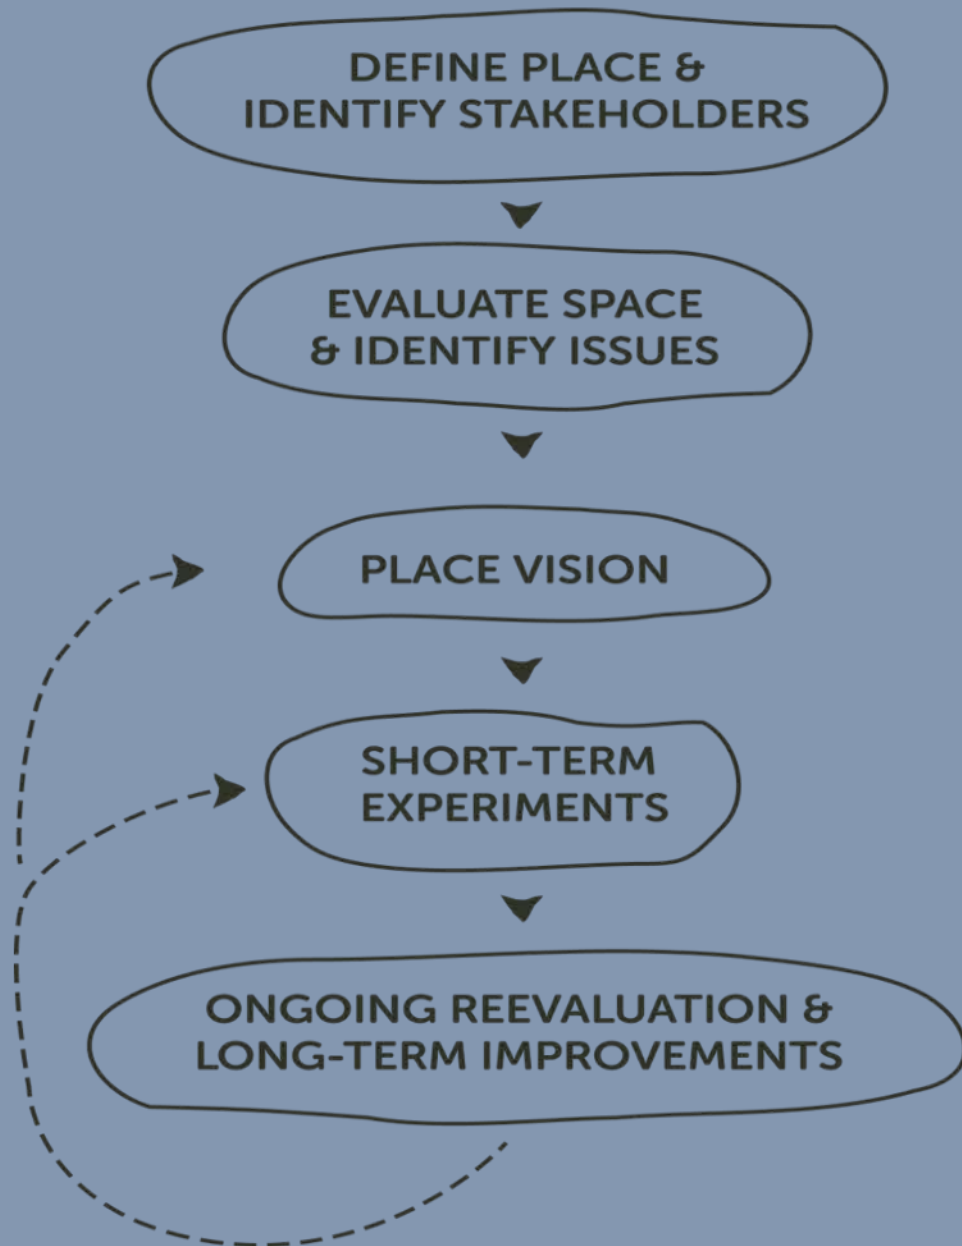 DEFINE PLACE &
IDENTIFY STAKEHOLDERS
EVALUATE SPACE
& IDENTIFY ISSUES
PLACE VISION
SHORT-TERM
EXPERIMENTS
ONGOING REEVALUATION &
LONG-TERM IMPROVEMENTS